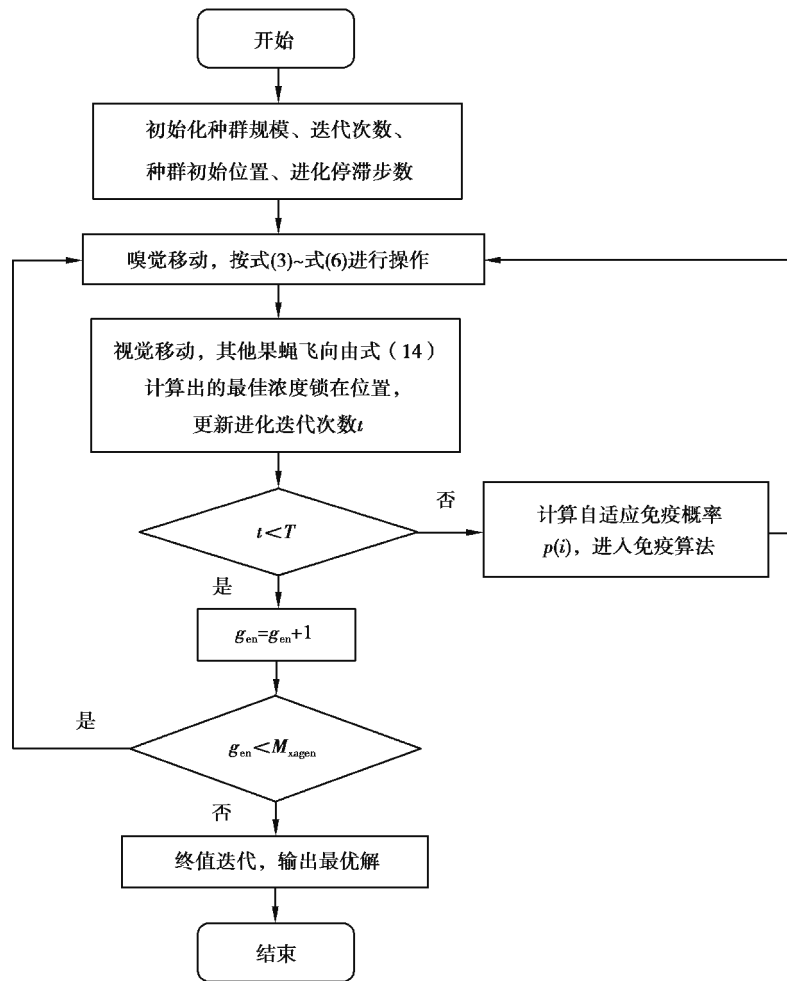 开始
初始化种群规模、迭代次数、
种群初始位置、进化停滞步数
嗅觉移动，按式(3)~式(6)进行操作
视觉移动，其他果蝇飞向由式（14）
计算出的最佳浓度锁在位置，
更新进化迭代次数t
t<T
否
计算自适应免疫概率
p(i)，进入免疫算法
是
gen=gen+1
是
gen<Mxagen
否
终值迭代，输出最优解
结束